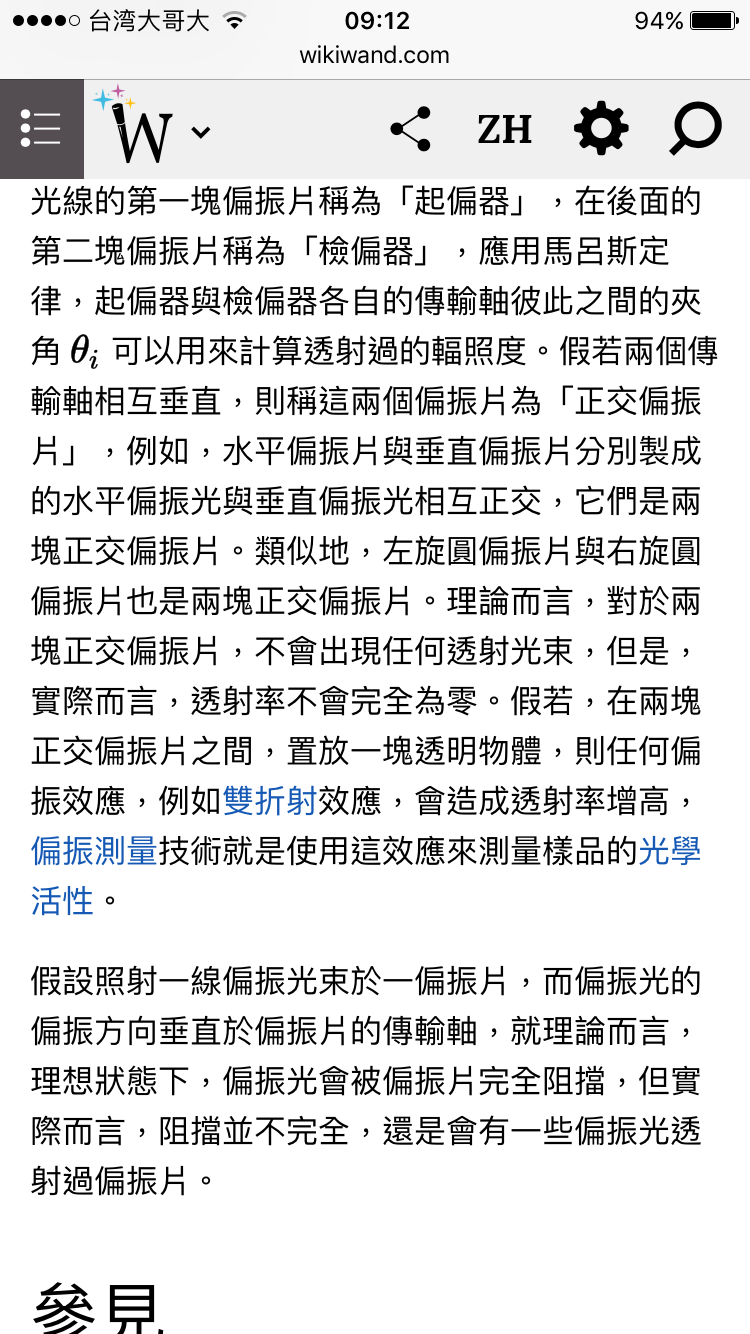 台湾大哥大 09:12 94%
wikiwand.com
W ZH
光線的第一塊偏振片稱為「起偏器」，在後面的
第二塊偏振片稱為「檢偏器」，應用馬呂斯定
律，起偏器與檢偏器各自的傳輸軸彼此之間的夾
角 θi 可以用來計算透射過的輻照度。假若兩個傳
輸軸相互垂直，則稱這兩個偏振片為「正交偏振
片」，例如，水平偏振片與垂直偏振片分別製成
的水平偏振光與垂直偏振光相互正交，它們是兩
塊正交偏振片。類似地，左旋圓偏振片與右旋圓
偏振片也是兩塊正交偏振片。理論而言，對於兩
塊正交偏振片，不會出現任何透射光束，但是，
實際而言，透射率不會完全為零。假若，在兩塊
正交偏振片之間，置放一塊透明物體，則任何偏
振效應，例如雙折射效應，會造成透射率增高，
偏振測量技術就是使用這效應來測量樣品的光學
活性。
假設照射一線偏振光束於一偏振片，而偏振光的
偏振方向垂直於偏振片的傳輸軸，就理論而言，
理想狀態下，偏振光會被偏振片完全阻擋，但實
際而言，阻擋並不完全，還是會有一些偏振光透
射過偏振片。
參見